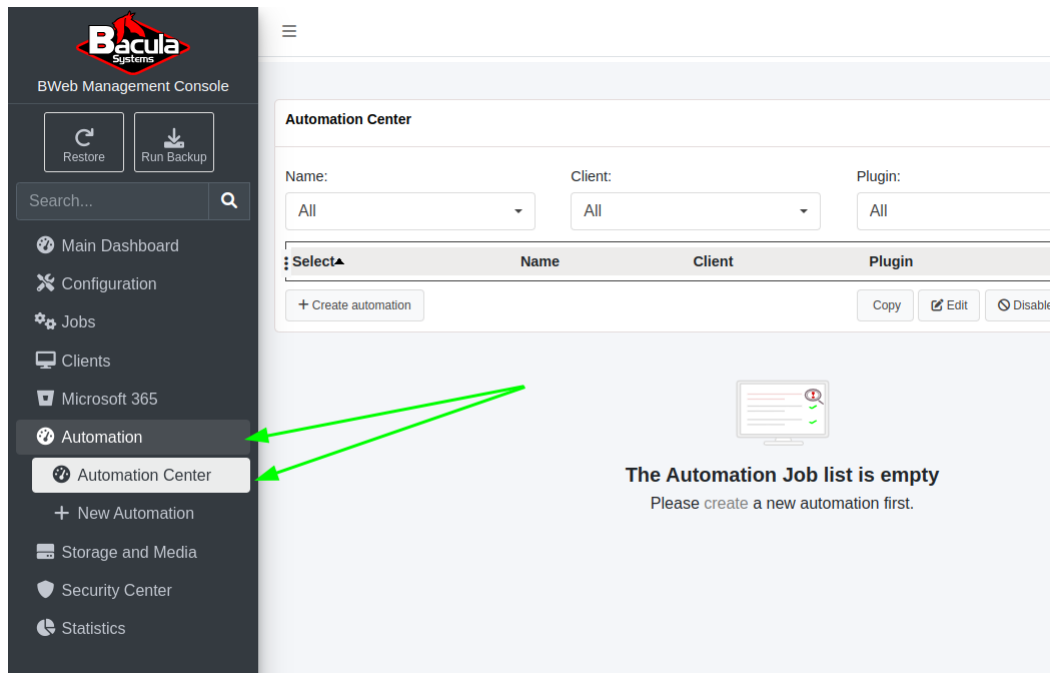 Bacula
Systems
BWeb Management Console
Restore
Run Backup
Search...
Main Dashboard
Configuration
Jobs
Clients
Microsoft 365
Automation
Automation Center
New Automation
Storage and Media
Security Center
Statistics
Automation Center
Name: Client: Plugin:
All All All
Select Name Client Plugin
+ Create automation Copy Edit Disable
The Automation Job list is empty
Please create a new automation first.